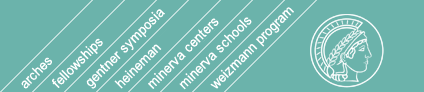 arches
fellowships
gentner symposia
heineman
minerva centers
minerva schools
weizmann program